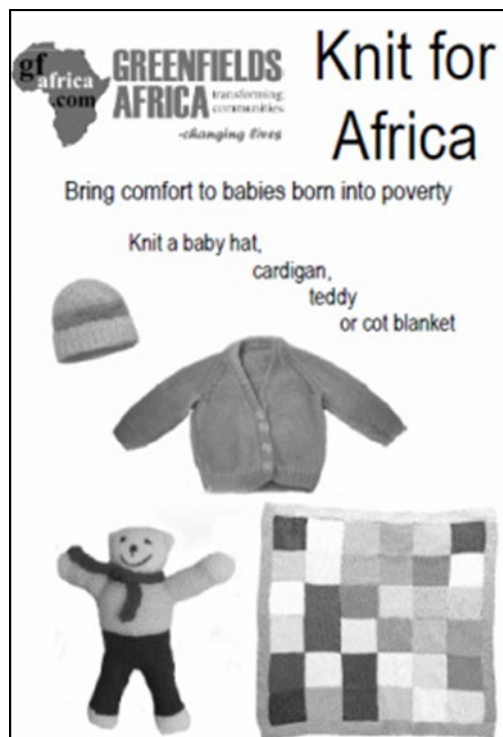 gf
africa
.com
GREENFIELDS
AFRICA
transforming
communities
-changing lives
Knit for
Africa
Bring comfort to babies born into poverty
Knit a baby hat,
cardigan,
teddy
or cot blanket